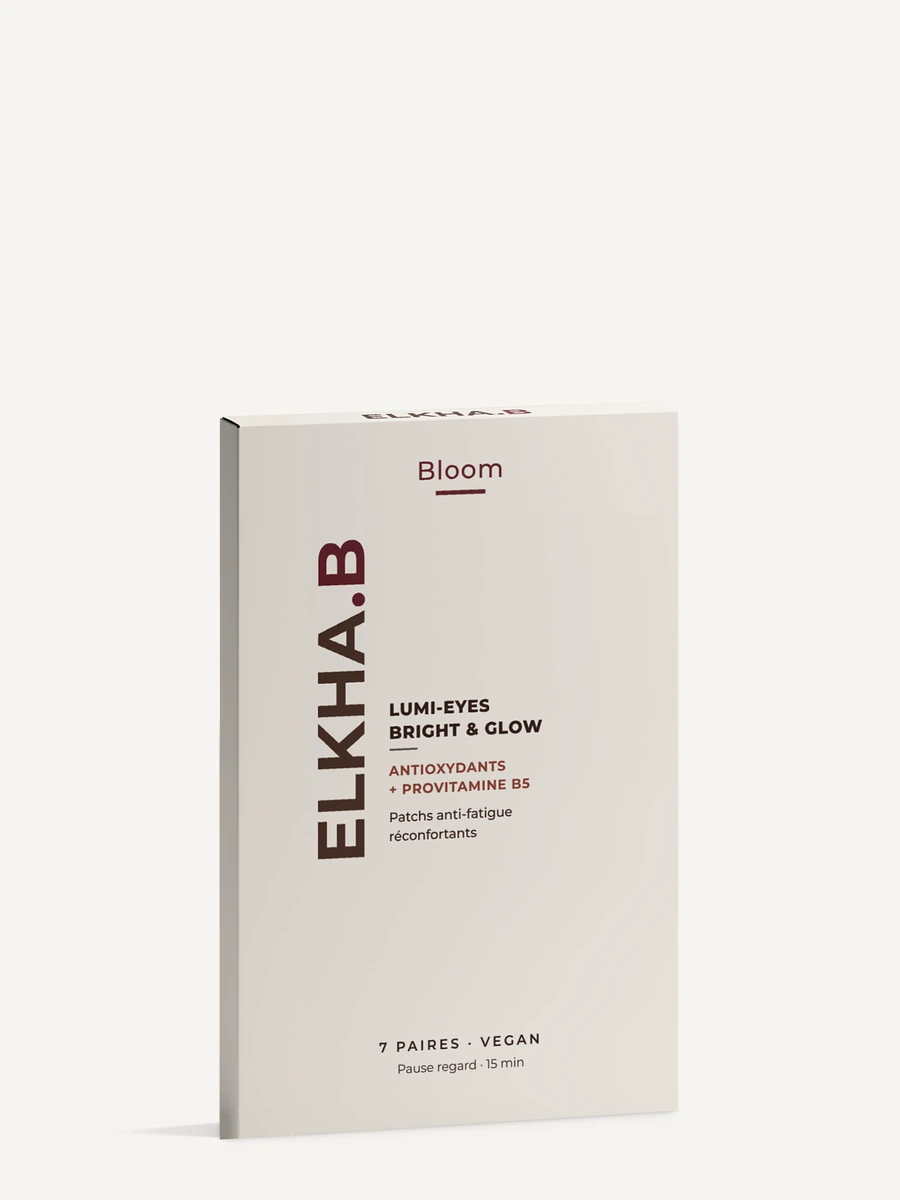 ELKHA.B
Bloom
ELKHA.B
LUMI-EYES
BRIGHT & GLOW
ANTIOXYDANTS
+ PROVITAMINE B5
Patchs anti-fatigue
réconfortants
7 PAIRES · VEGAN
Pause regard · 15 min